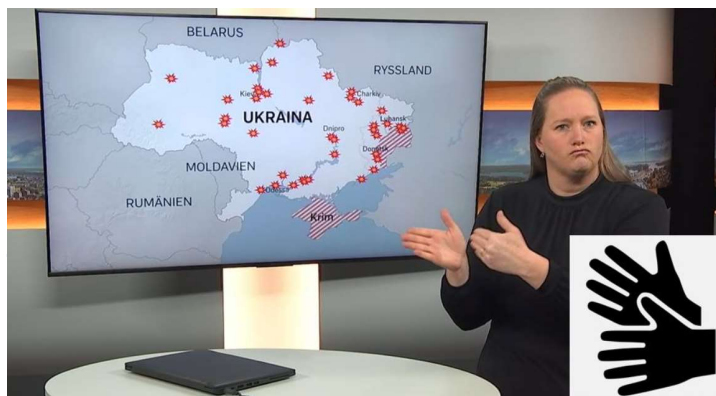 BELARUS
RYSSLAND
Kiev
Charkiv
UKRAINA
Luhansk
Dnipro
Donetsk
MOLDAVIEN
Odessa
RUMÄNIEN
Krim